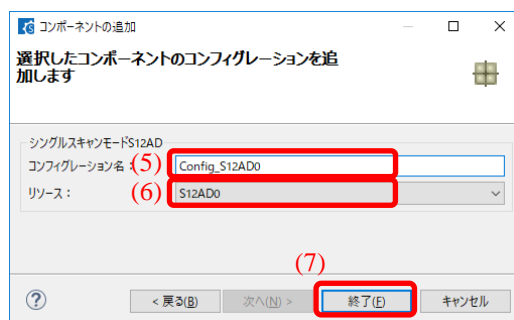 コンポーネントの追加
選択したコンポーネントのコンフィグレーションを追
加します
シングルスキャンモードS12AD
コンフィグレーション名： (5) Config_S12AD0
リソース： (6) S12AD0
(7)
< 戻る(B) 次へ(N) > 終了(F) キャンセル